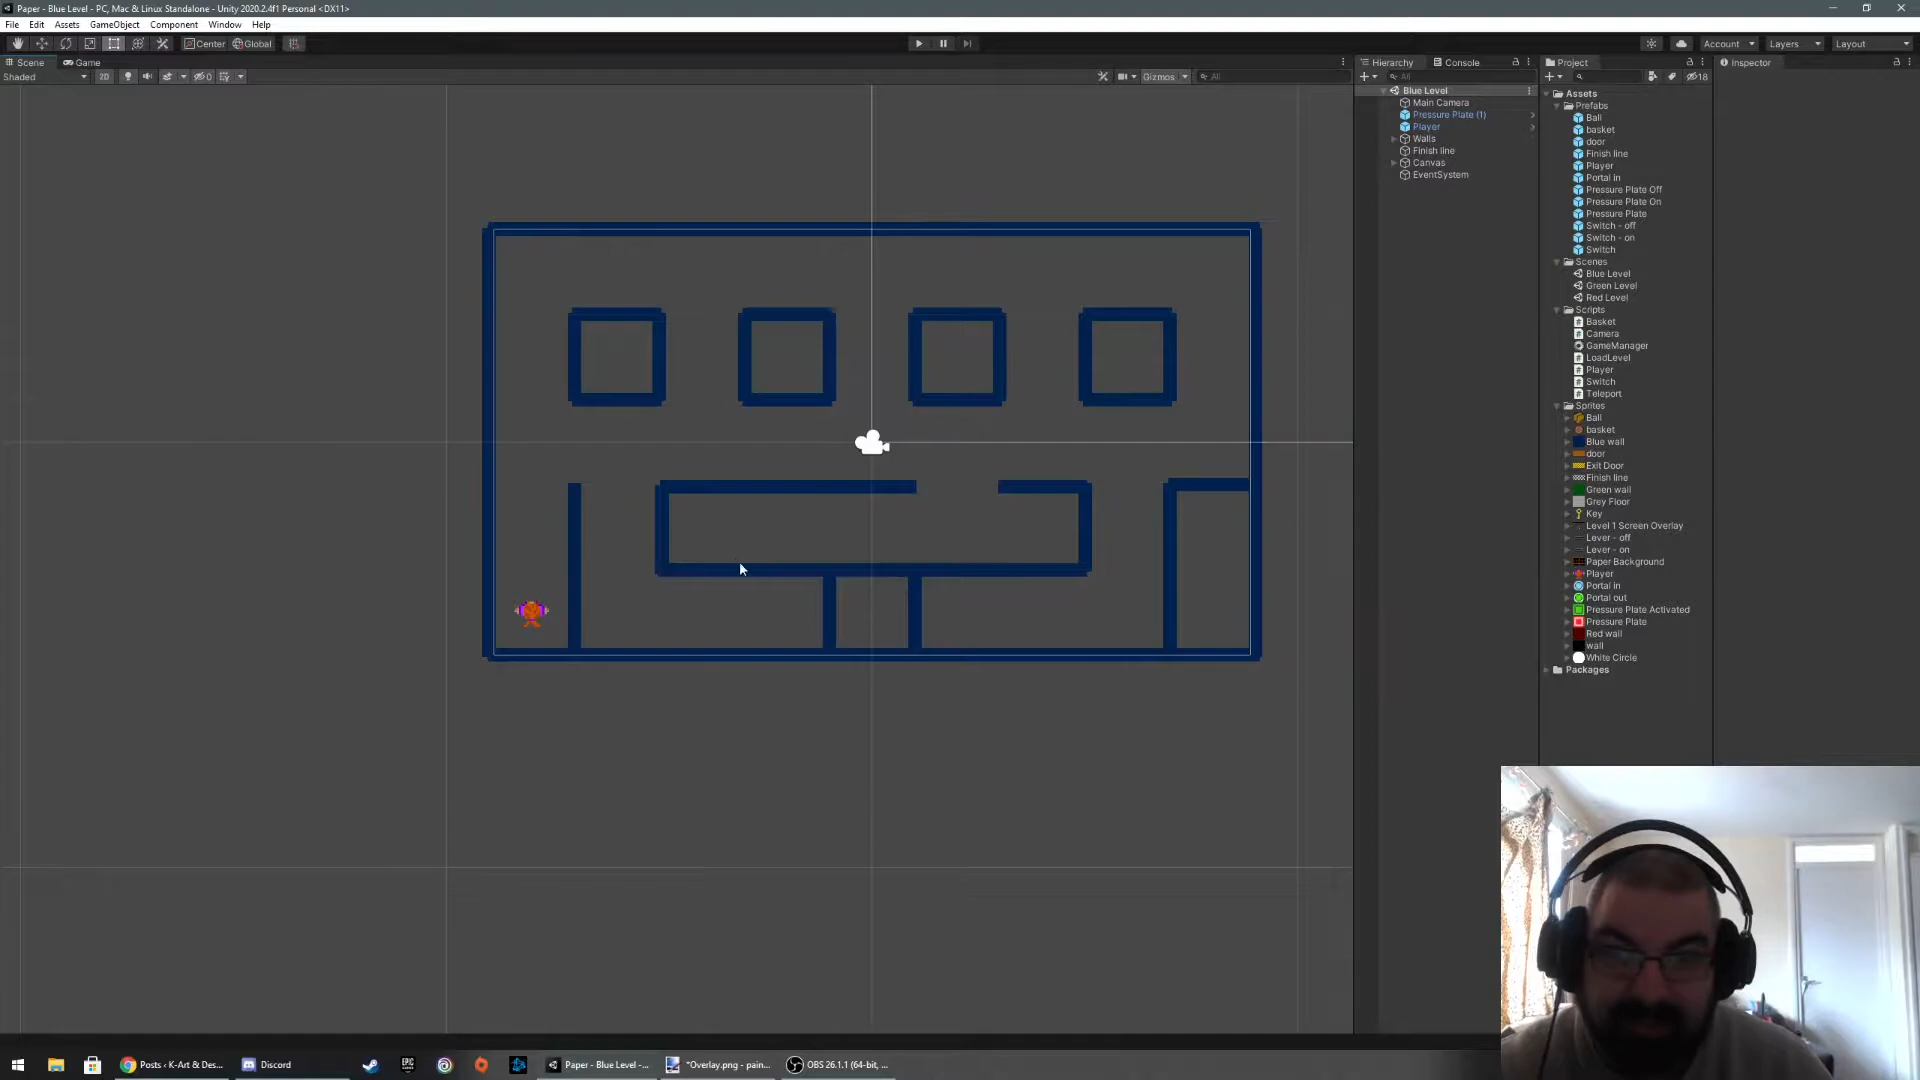 Paper - Blue Level - PC, Mac & Linux Standalone - Unity 2020.2.4f1 Personal <DX11>
File Edit Assets GameObject Component Window Help
Center Global Account Layers Layout
Scene Game
Shaded 2D 0 Gizmos All
Hierarchy Console
All
Blue Level
Main Camera
Pressure Plate (1)
Player
Walls
Finish line
Canvas
EventSystem
Project
18
Assets
Prefabs
Ball
basket
door
Finish line
Player
Portal in
Pressure Plate Off
Pressure Plate On
Pressure Plate
Switch - off
Switch - on
Switch
Scenes
Blue Level
Green Level
Red Level
Scripts
Basket
Camera
GameManager
LoadLevel
Player
Switch
Teleport
Sprites
Ball
basket
Blue wall
door
Exit Door
Finish line
Green wall
Grey Floor
Key
Level 1 Screen Overlay
Lever - off
Lever - on
Paper Background
Player
Portal in
Portal out
Pressure Plate Activated
Pressure Plate
Red wall
wall
White Circle
Packages
Inspector
Posts ‹ K-Art & Des...
Discord
EPIC GAMES
Paper - Blue Level -...
*Overlay.png - pain...
OBS 26.1.1 (64-bit, ...